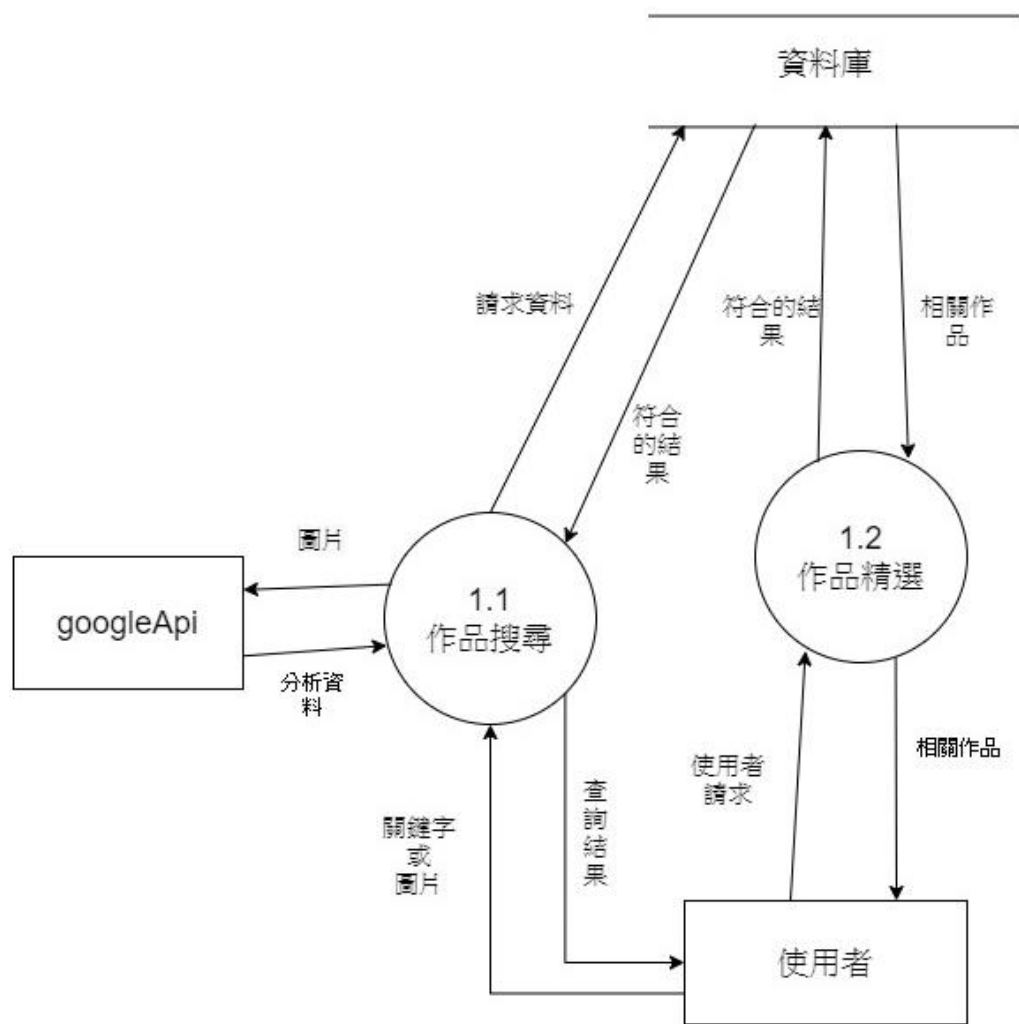 資料庫
請求資料
符合的結
果
相關作
品
符合
的結
果
圖片
googleApi
1.1
作品搜尋
分析資
料
1.2
作品精選
關鍵字
或
圖片
查
詢
結
果
使用者
請求
相關作品
使用者